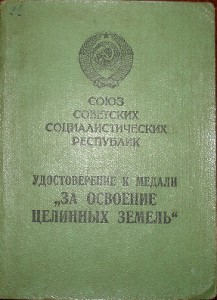 СОЮЗ
СОВЕТСКИХ
СОЦИАЛИСТИЧЕСКИХ
РЕСПУБЛИК
УДОСТОВЕРЕНИЕ К МЕДАЛИ
„ЗА ОСВОЕНИЕ
ЦЕЛИННЫХ ЗЕМЕЛЬ“